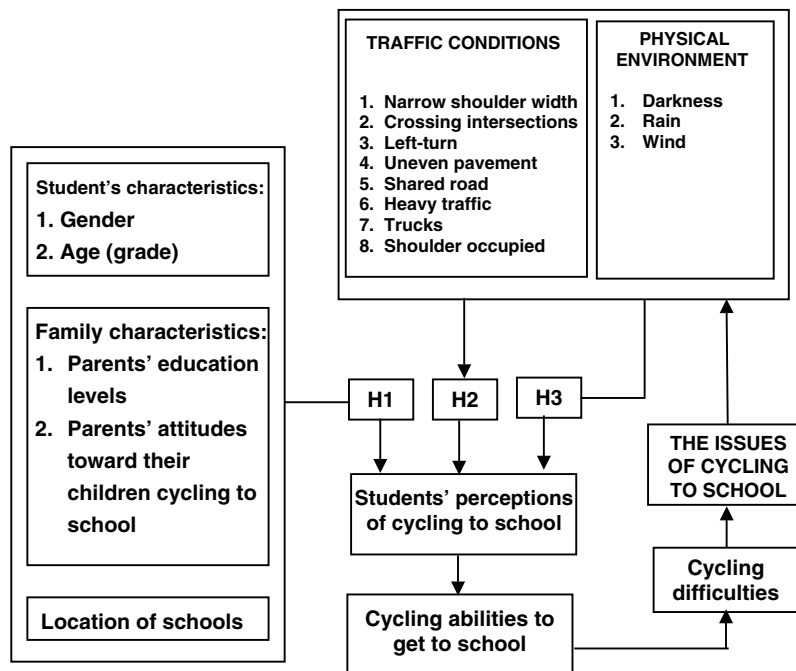 TRAFFIC CONDITIONS
1. Narrow shoulder width
2. Crossing intersections
3. Left-turn
4. Uneven pavement
5. Shared road
6. Heavy traffic
7. Trucks
8. Shoulder occupied
PHYSICAL
ENVIRONMENT
1. Darkness
2. Rain
3. Wind
Student’s characteristics:
1. Gender
2. Age (grade)
Family characteristics:
1. Parents’ education
levels
2. Parents’ attitudes
toward their
children cycling to
school
Location of schools
H1
H2
H3
Students’ perceptions
of cycling to school
Cycling abilities to
get to school
Cycling
difficulties
THE ISSUES
OF CYCLING
TO SCHOOL